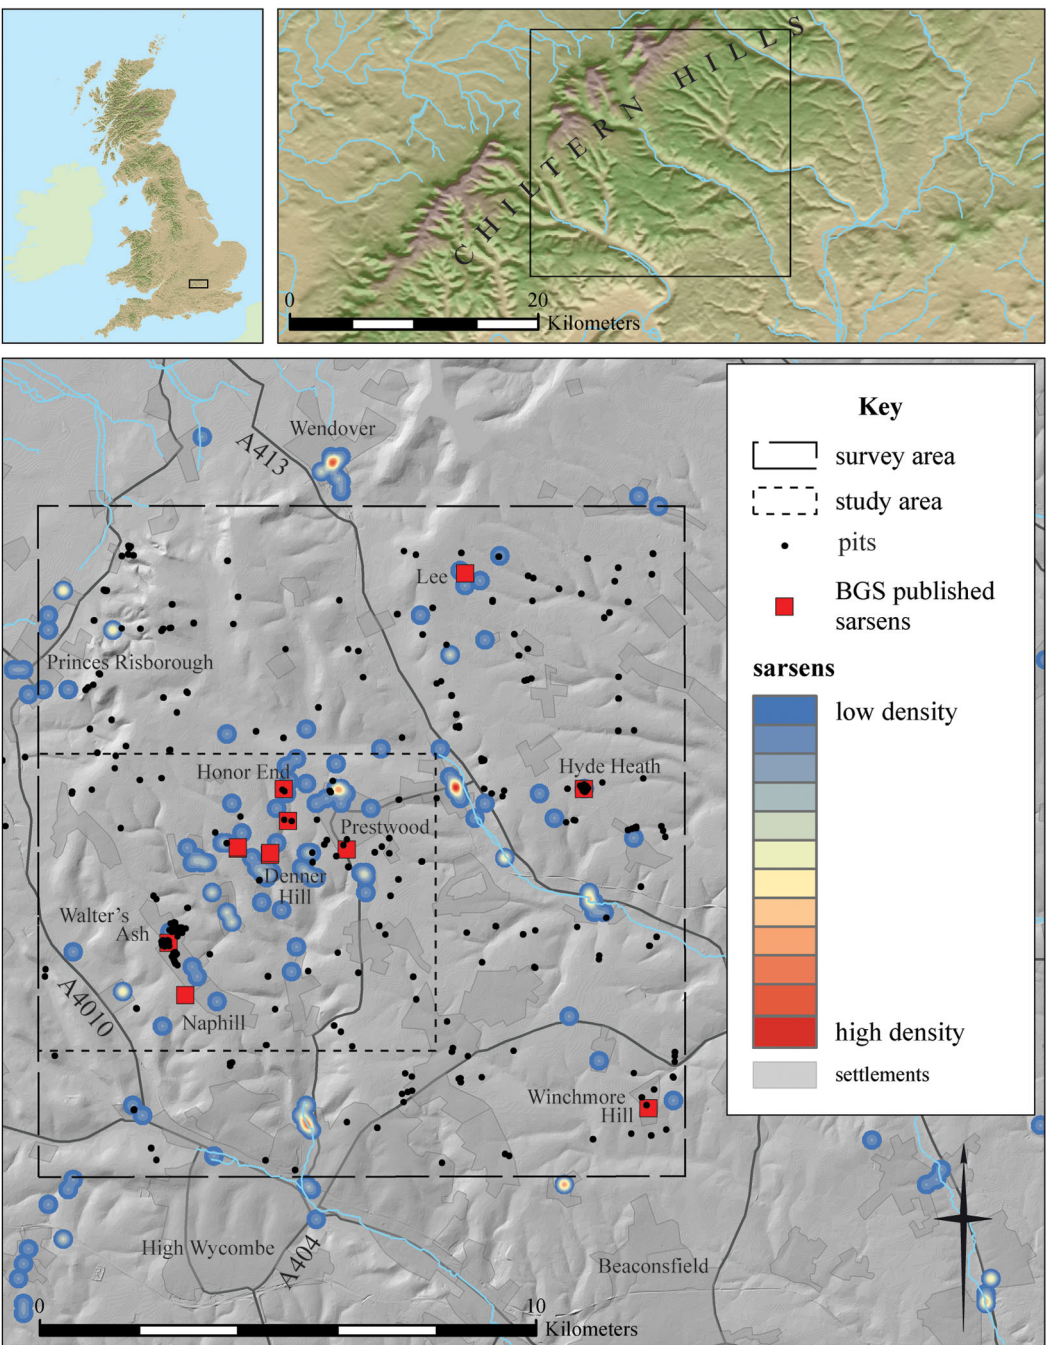 CHILTERN HILLS
0 20
Kilometers
Wendover
A413
Lee
Princes Risborough
Honor End
Hyde Heath
Prestwood
Denner
Hill
Walter's
Ash
A4010
Naphill
Winchmore
Hill
High Wycombe
A404
Beaconsfield
0 10
Kilometers
Key
survey area
study area
pits
BGS published
sarsens
sarsens
low density
high density
settlements